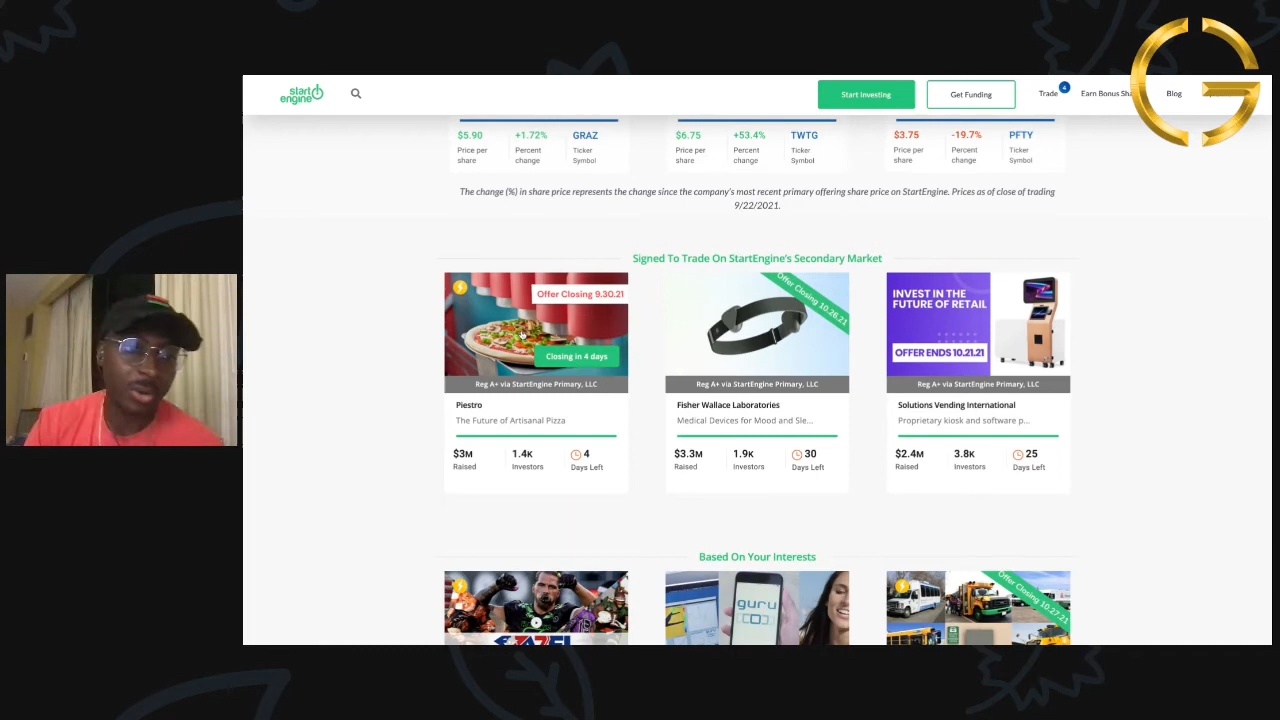 start
engine
Start Investing
Get Funding
Trade
4
Earn Bonus Sha
Blog
$5.90
+1.72%
GRAZ
Price per
share
Percent
change
Ticker
Symbol
$6.75
+53.4%
TWTG
Price per
share
Percent
change
Ticker
Symbol
$3.75
-19.7%
PFTY
Price per
share
Percent
change
Ticker
Symbol
The change (%) in share price represents the change since the company's most recent primary offering share price on StartEngine. Prices as of close of trading
9/22/2021.
Signed To Trade On StartEngine's Secondary Market
Offer Closing 9.30.21
Closing in 4 days
Reg A+ via StartEngine Primary, LLC
Piestro
The Future of Artisanal Pizza
$3M
Raised
1.4K
Investors
4
Days Left
Offer Closing 10.26.21
Reg A+ via StartEngine Primary, LLC
Fisher Wallace Laboratories
Medical Devices for Mood and Sle...
$3.3M
Raised
1.9K
Investors
30
Days Left
INVEST IN THE
FUTURE OF RETAIL
OFFER ENDS 10.21.21
Reg A+ via StartEngine Primary, LLC
Solutions Vending International
Proprietary kiosk and software p...
$2.4M
Raised
3.8K
Investors
25
Days Left
Based On Your Interests
guru
Offer Closing 10.27.21